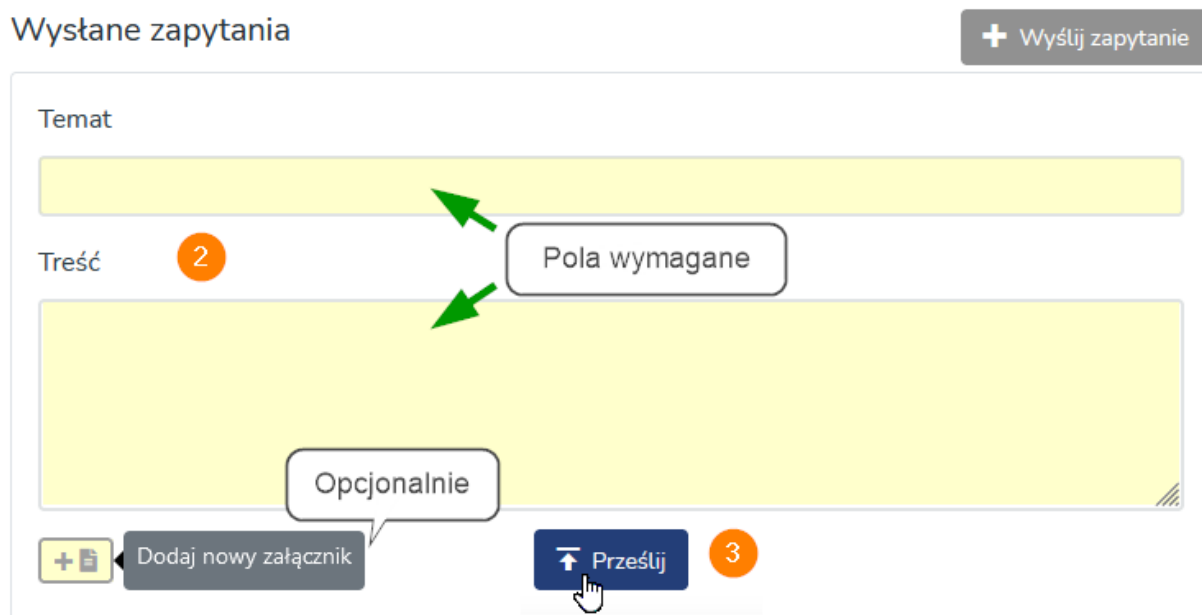 Wysłane zapytania
Wyślij zapytanie
Temat
Pola wymagane
Treść 2
Opcjonalnie
Dodaj nowy załącznik
Prześlij 3